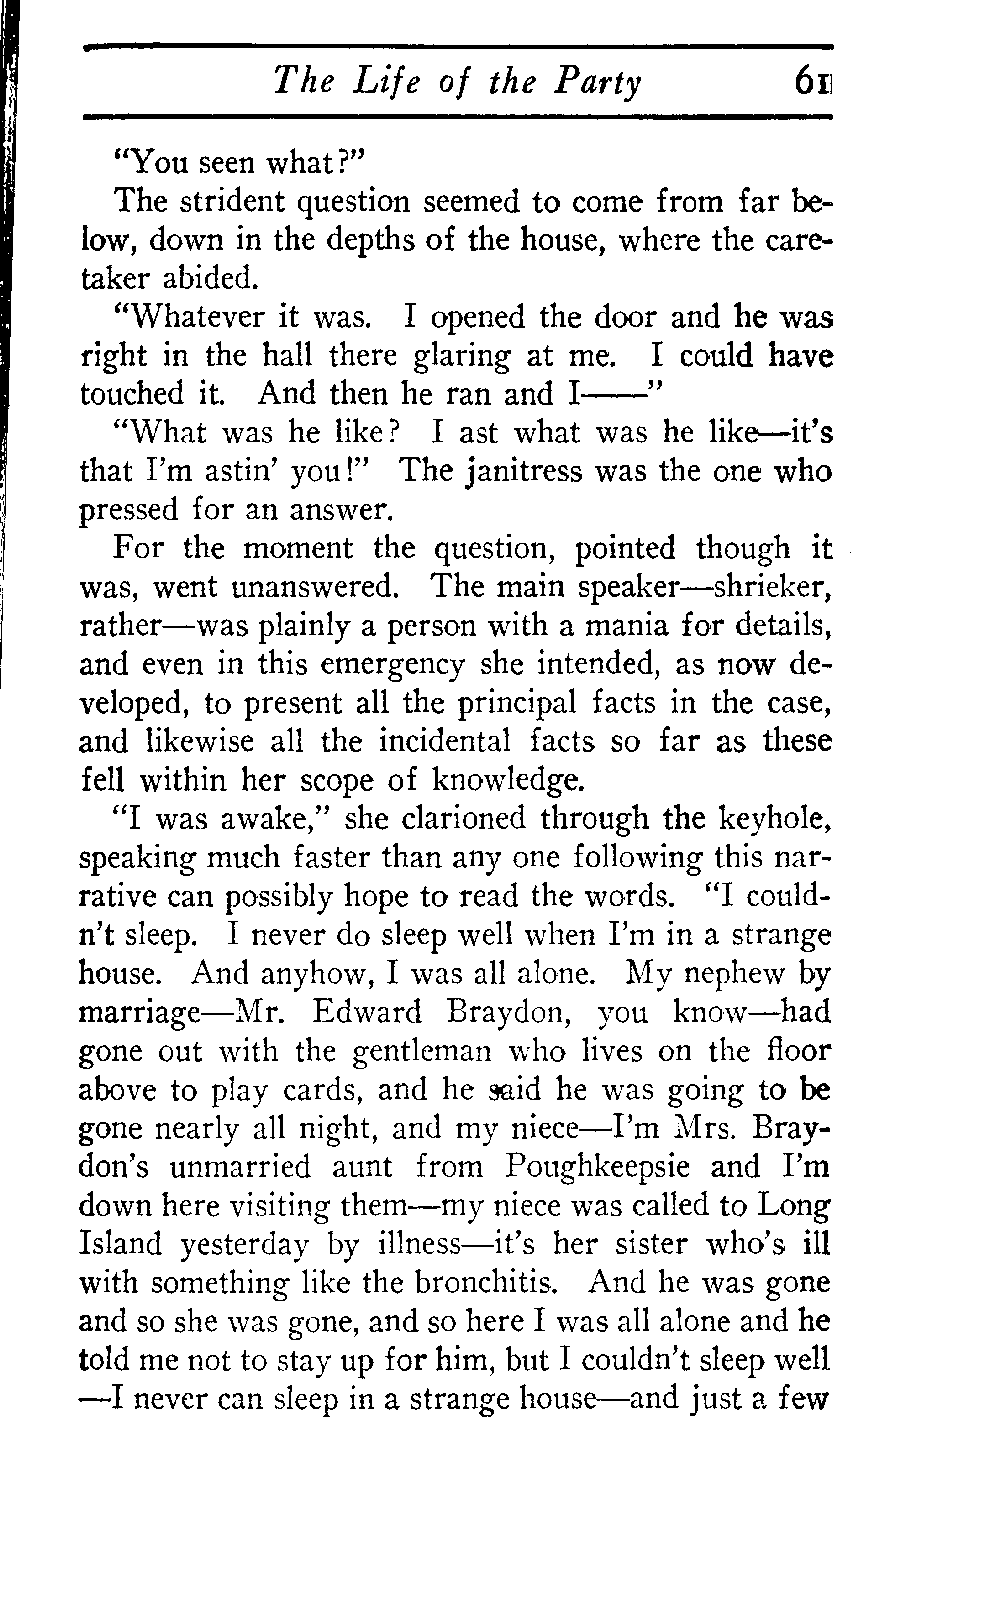 The Life of the Party 61
“You seen what?”
The strident question seemed to come from far be-
low, down in the depths of the house, where the care-
taker abided.
“Whatever it was. I opened the door and he was
right in the hall there glaring at me. I could have
touched it. And then he ran and I——”
“What was he like? I ast what was he like—it’s
that I’m astin’ you!” The janitress was the one who
pressed for an answer.
For the moment the question, pointed though it
was, went unanswered. The main speaker—shrieker,
rather—was plainly a person with a mania for details,
and even in this emergency she intended, as now de-
veloped, to present all the principal facts in the case,
and likewise all the incidental facts so far as these
fell within her scope of knowledge.
“I was awake,” she clarioned through the keyhole,
speaking much faster than any one following this nar-
rative can possibly hope to read the words. “I could-
n’t sleep. I never do sleep well when I’m in a strange
house. And anyhow, I was all alone. My nephew by
marriage—Mr. Edward Braydon, you know—had
gone out with the gentleman who lives on the floor
above to play cards, and he said he was going to be
gone nearly all night, and my niece—I’m Mrs. Bray-
don’s unmarried aunt from Poughkeepsie and I’m
down here visiting them—my niece was called to Long
Island yesterday by illness—it’s her sister who’s ill
with something like the bronchitis. And he was gone
and so she was gone, and so here I was all alone and he
told me not to stay up for him, but I couldn’t sleep well
—I never can sleep in a strange house—and just a few